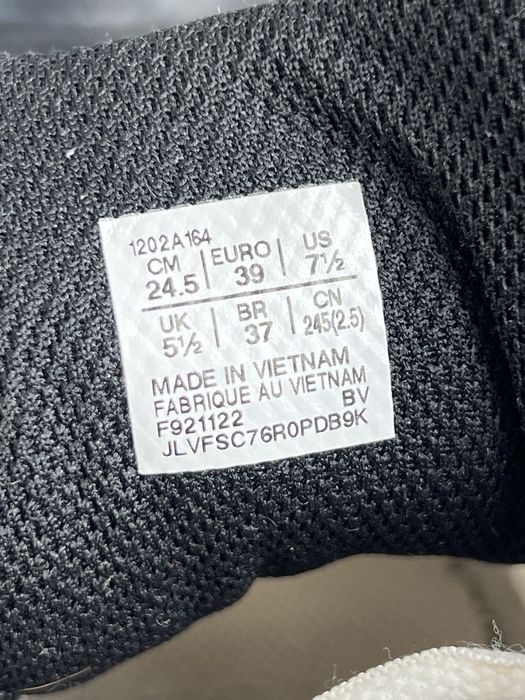 1202A164
CM | EURO | US
24.5 | 39 | 7½
UK | BR | CN
5½ | 37 | 245(2.5)
MADE IN VIETNAM
FABRIQUE AU VIETNAM
F921122 BV
JLVFSC76R0PDB9K